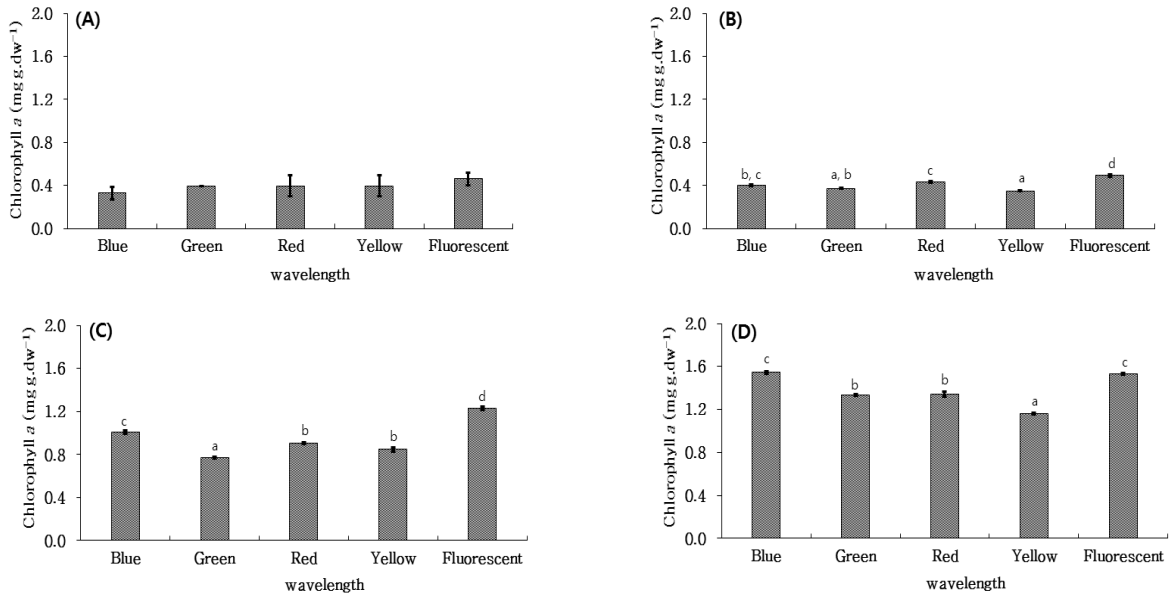 (A)
Chlorophyll a (mg g.dw⁻¹)
2.0
1.6
1.2
0.8
0.4
0.0
Blue Green Red Yellow Fluorescent
wavelength
(B)
Chlorophyll a (mg g.dw⁻¹)
2.0
1.6
1.2
0.8
0.4
0.0
b, c a, b c a d
Blue Green Red Yellow Fluorescent
wavelength
(C)
Chlorophyll a (mg g.dw⁻¹)
2.0
1.6
1.2
0.8
0.4
0.0
c a b b d
Blue Green Red Yellow Fluorescent
wavelength
(D)
Chlorophyll a (mg g.dw⁻¹)
2.0
1.6
1.2
0.8
0.4
0.0
c b b a c
Blue Green Red Yellow Fluorescent
wavelength